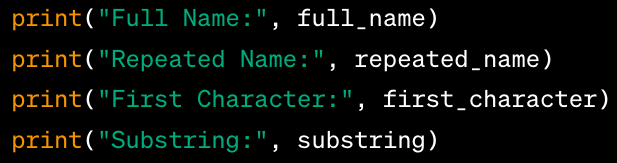 print("Full Name:", full_name)
print("Repeated Name:", repeated_name)
print("First Character:", first_character)
print("Substring:", substring)